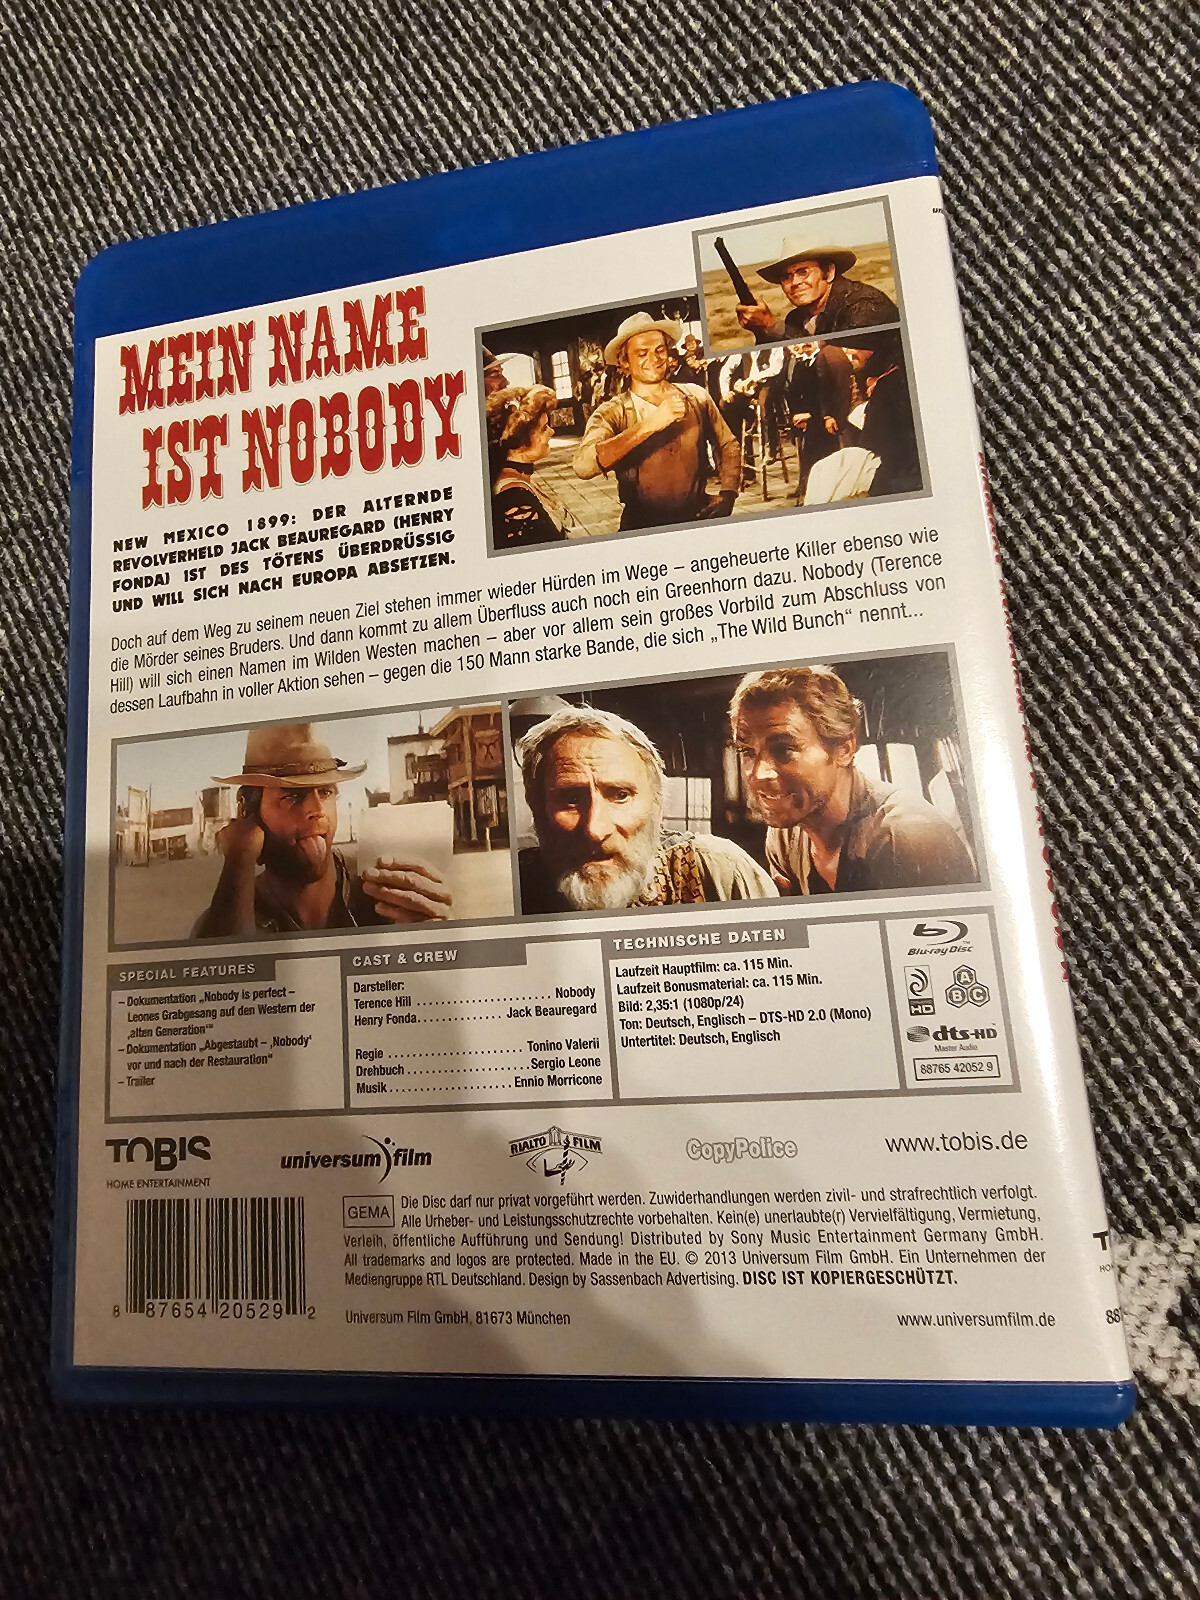 MEIN NAME
IST NOBODY
NEW MEXICO 1899: DER ALTERNDE
REVOLVERHELD JACK BEAUREGARD (HENRY
FONDA) IST DES TÖTENS ÜBERDRÜSSIG
UND WILL SICH NACH EUROPA ABSETZEN.
Doch auf dem Weg zu seinem neuen Ziel stehen immer wieder Hürden im Wege – angeheuerte Killer ebenso wie
die Mörder seines Bruders. Und dann kommt zu allem Überfluss auch noch ein Greenhorn dazu. Nobody (Terence
Hill) will sich einen Namen im Wilden Westen machen – aber vor allem sein großes Vorbild zum Abschluss von
dessen Laufbahn in voller Aktion sehen – gegen die 150 Mann starke Bande, die sich „The Wild Bunch“ nennt...
SPECIAL FEATURES
– Dokumentation „Nobody is perfect –
Leones Grabgesang auf den Western der
‚alten Generation‘“
– Dokumentation „Abgestaubt – ‚Nobody‘
vor und nach der Restauration“
– Trailer
CAST & CREW
Darsteller:
Terence Hill ........................ Nobody
Henry Fonda.............. Jack Beauregard
Regie ....................... Tonino Valerii
Drehbuch ....................Sergio Leone
Musik .................... Ennio Morricone
TECHNISCHE DATEN
Laufzeit Hauptfilm: ca. 115 Min.
Laufzeit Bonusmaterial: ca. 115 Min.
Bild: 2,35:1 (1080p/24)
Ton: Deutsch, Englisch – DTS-HD 2.0 (Mono)
Untertitel: Deutsch, Englisch
Blu-ray Disc
HD
A
B C
dts-HD
Master Audio
88765 42052 9
TOBIS
HOME ENTERTAINMENT
universum film
RIALTO FILM
CopyPolice
www.tobis.de
GEMA
Die Disc darf nur privat vorgeführt werden. Zuwiderhandlungen werden zivil- und strafrechtlich verfolgt.
Alle Urheber- und Leistungsschutzrechte vorbehalten. Kein(e) unerlaubte(r) Vervielfältigung, Vermietung,
Verleih, öffentliche Aufführung und Sendung! Distributed by Sony Music Entertainment Germany GmbH.
All trademarks and logos are protected. Made in the EU. © 2013 Universum Film GmbH. Ein Unternehmen der
Mediengruppe RTL Deutschland. Design by Sassenbach Advertising. DISC IST KOPIERGESCHÜTZT.
8 87654 20529 2
Universum Film GmbH, 81673 München
www.universumfilm.de